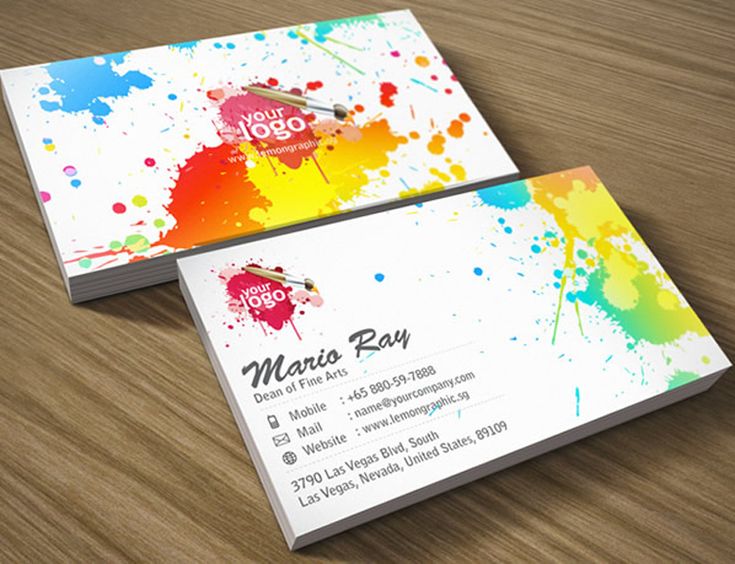 your
logo
www.lemongraphic
your
logo
Mario Ray
Dean of Fine Arts
Mobile : +65 880-59-7888
Mail : name@yourcompany.com
Website : www.lemongraphic.sg
3790 Las Vegas Blvd, South
Las Vegas, Nevada, United States, 89109